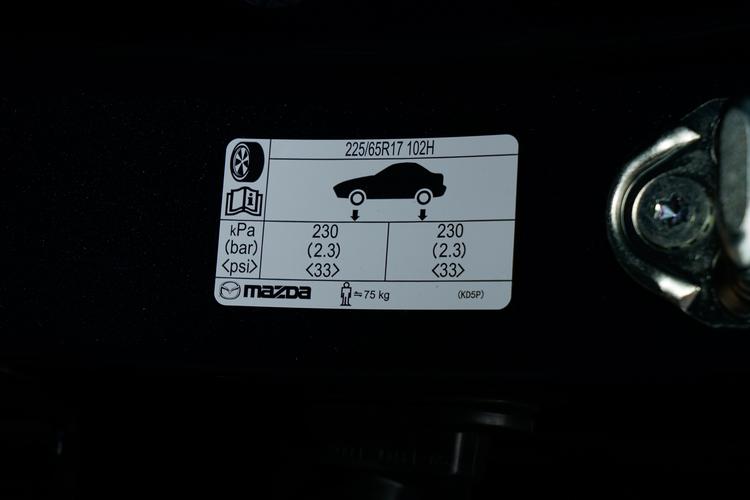 225/65R17 102H
kPa 230 230
(bar) (2.3) (2.3)
<psi> <33> <33>
mazda ≒75 kg (KD5P)